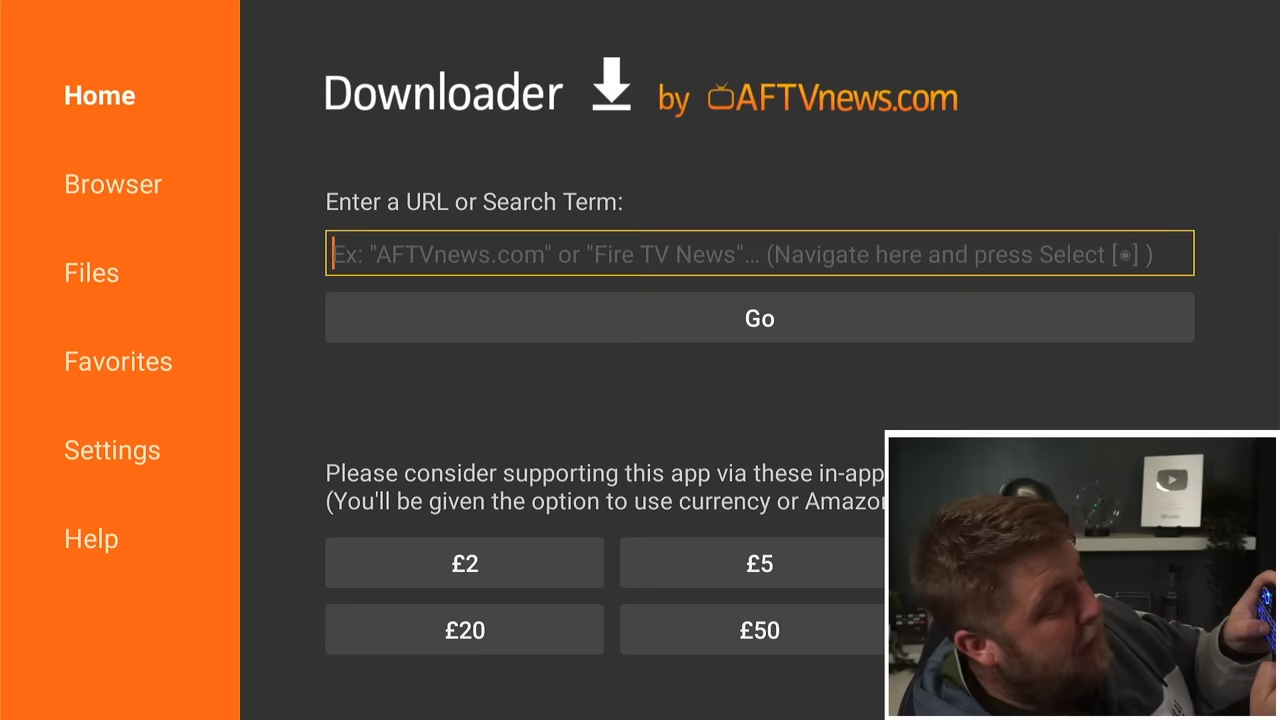 Home
Browser
Files
Favorites
Settings
Help
Downloader by AFTVnews.com
Enter a URL or Search Term:
Ex: "AFTVnews.com" or "Fire TV News"... (Navigate here and press Select [◉] )
Go
Please consider supporting this app via these in-app
(You'll be given the option to use currency or Amazon
£2
£5
£20
£50